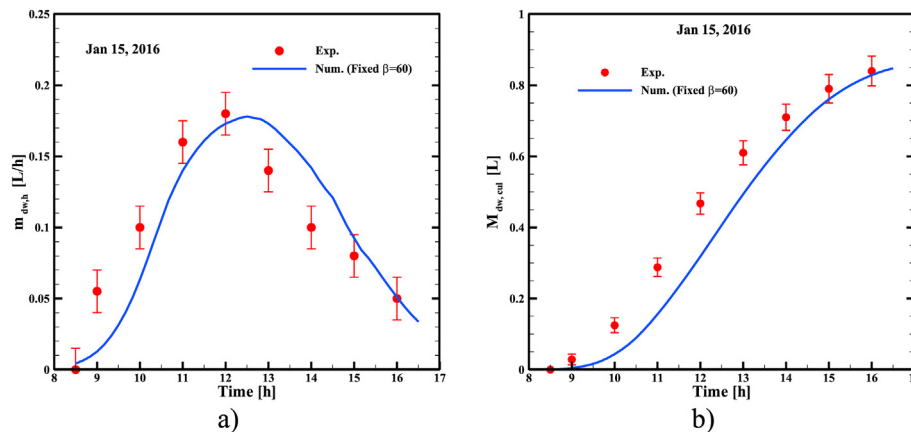 0.25
0.2
0.15
0.1
0.05
0
m dw,h [L/h]
Jan 15, 2016
Exp.
Num. (Fixed β=60)
8 9 10 11 12 13 14 15 16 17
Time [h]
a)
1
0.8
0.6
0.4
0.2
0
M dw, cul [L]
Jan 15, 2016
Exp.
Num. (Fixed β=60)
8 9 10 11 12 13 14 15 16 1
Time [h]
b)